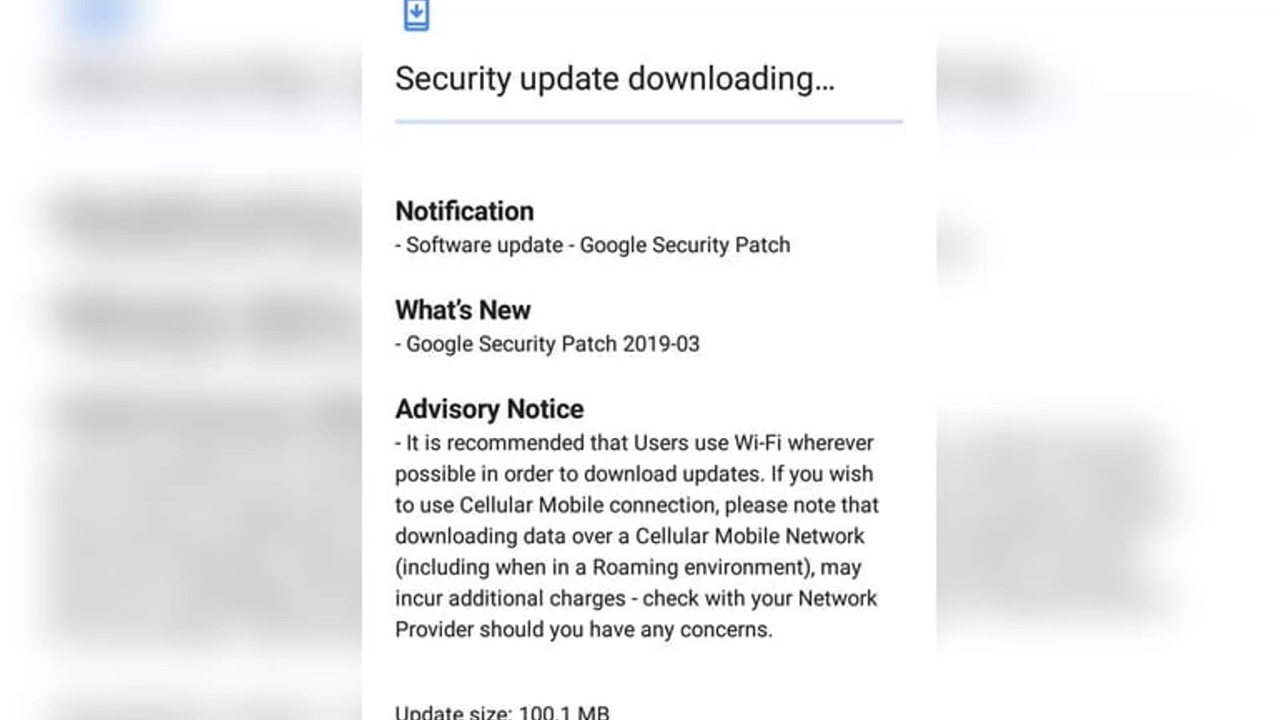 Security update downloading...
Notification
- Software update - Google Security Patch
What's New
- Google Security Patch 2019-03
Advisory Notice
- It is recommended that Users use Wi-Fi wherever
possible in order to download updates. If you wish
to use Cellular Mobile connection, please note that
downloading data over a Cellular Mobile Network
(including when in a Roaming environment), may
incur additional charges - check with your Network
Provider should you have any concerns.
Update size: 100.1 MB